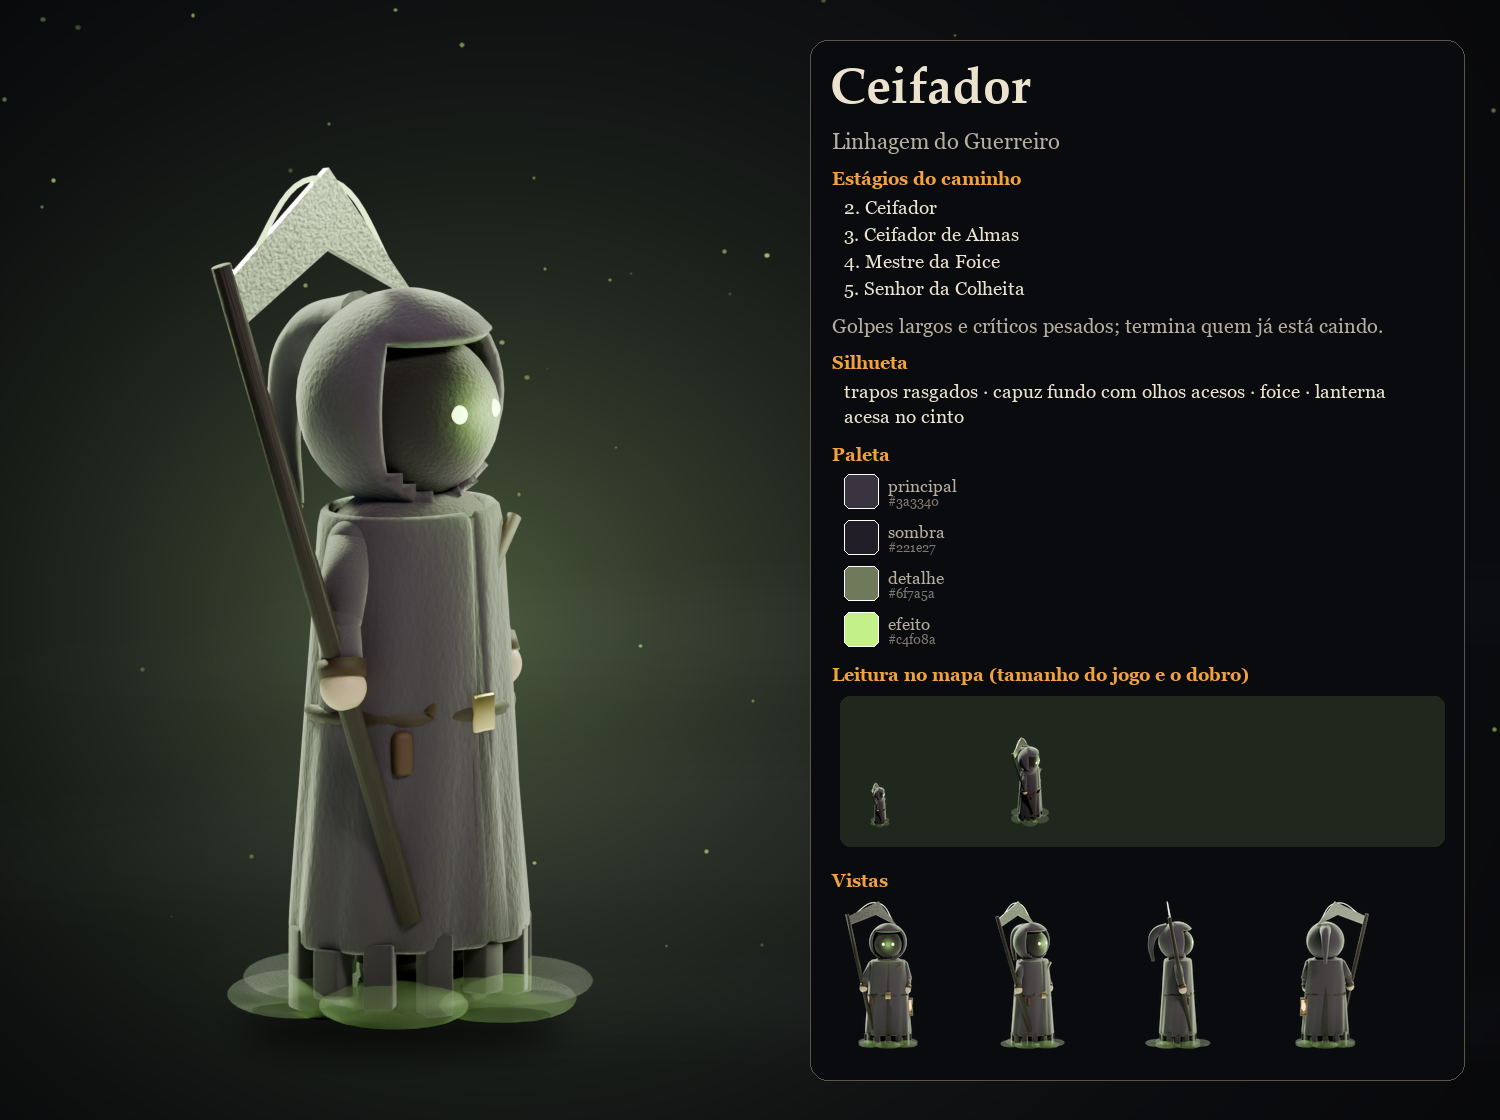 Ceifador
Linhagem do Guerreiro
Estágios do caminho
2. Ceifador
3. Ceifador de Almas
4. Mestre da Foice
5. Senhor da Colheita
Golpes largos e críticos pesados; termina quem já está caindo.
Silhueta
trapos rasgados · capuz fundo com olhos acesos · foice · lanterna
acesa no cinto
Paleta
principal
#3a3340
sombra
#221e27
detalhe
#6f7a5a
efeito
#c4f08a
Leitura no mapa (tamanho do jogo e o dobro)
Vistas